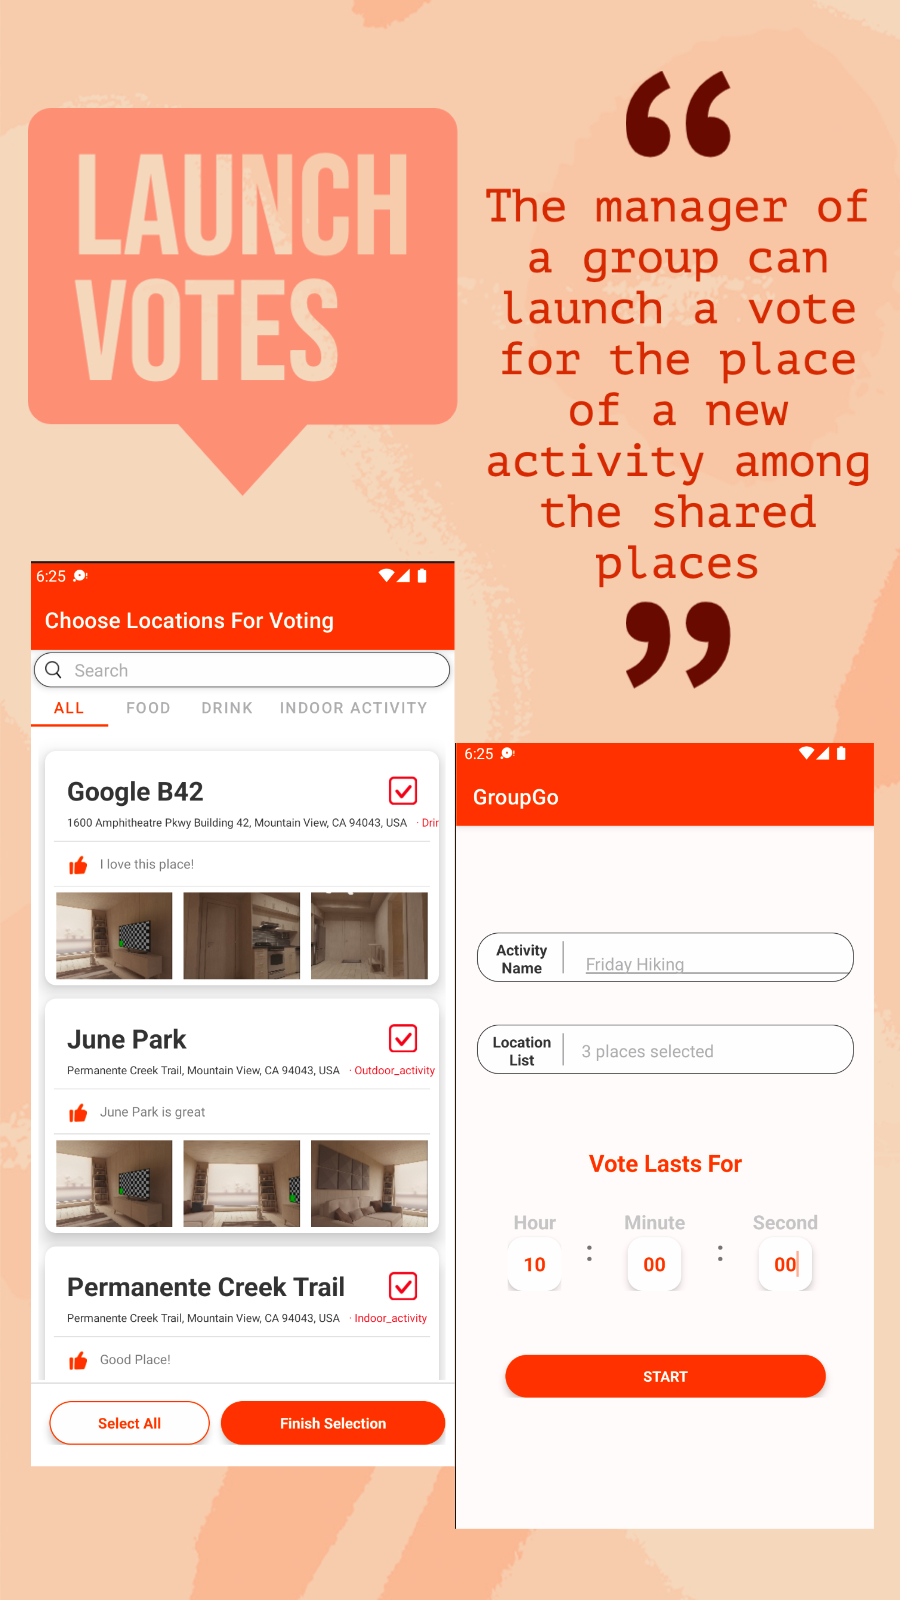 LAUNCH
VOTES
“
The manager of
a group can
launch a vote
for the place
of a new
activity among
the shared
places
”
6:25
Choose Locations For Voting
Search
ALL FOOD DRINK INDOOR ACTIVITY
Google B42
1600 Amphitheatre Pkwy Building 42, Mountain View, CA 94043, USA · Drin
I love this place!
June Park
Permanente Creek Trail, Mountain View, CA 94043, USA · Outdoor_activity
June Park is great
Permanente Creek Trail
Permanente Creek Trail, Mountain View, CA 94043, USA · Indoor_activity
Good Place!
Select All Finish Selection
6:25
GroupGo
Activity
Name
Friday Hiking
Location
List
3 places selected
Vote Lasts For
Hour Minute Second
10 : 00 : 00
START